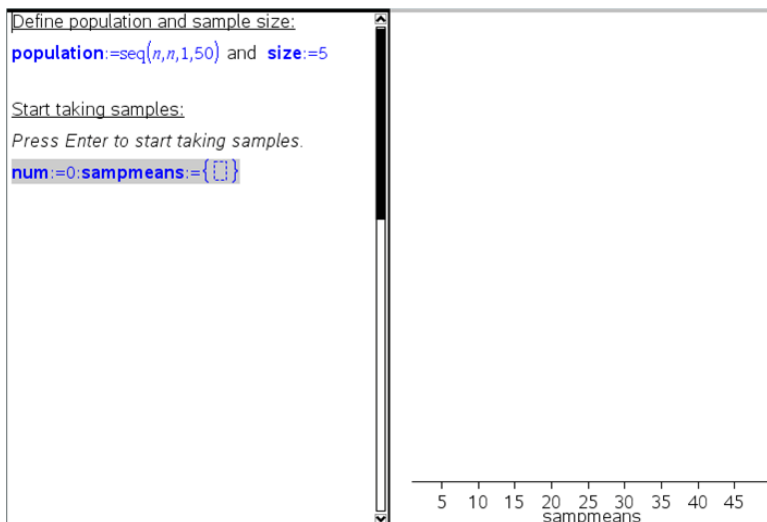 Define population and sample size:
population:=seq(n,n,1,50) and size:=5
Start taking samples:
Press Enter to start taking samples.
num:=0:sampmeans:={▯}
5 10 15 20 25 30 35 40 45
sampmeans